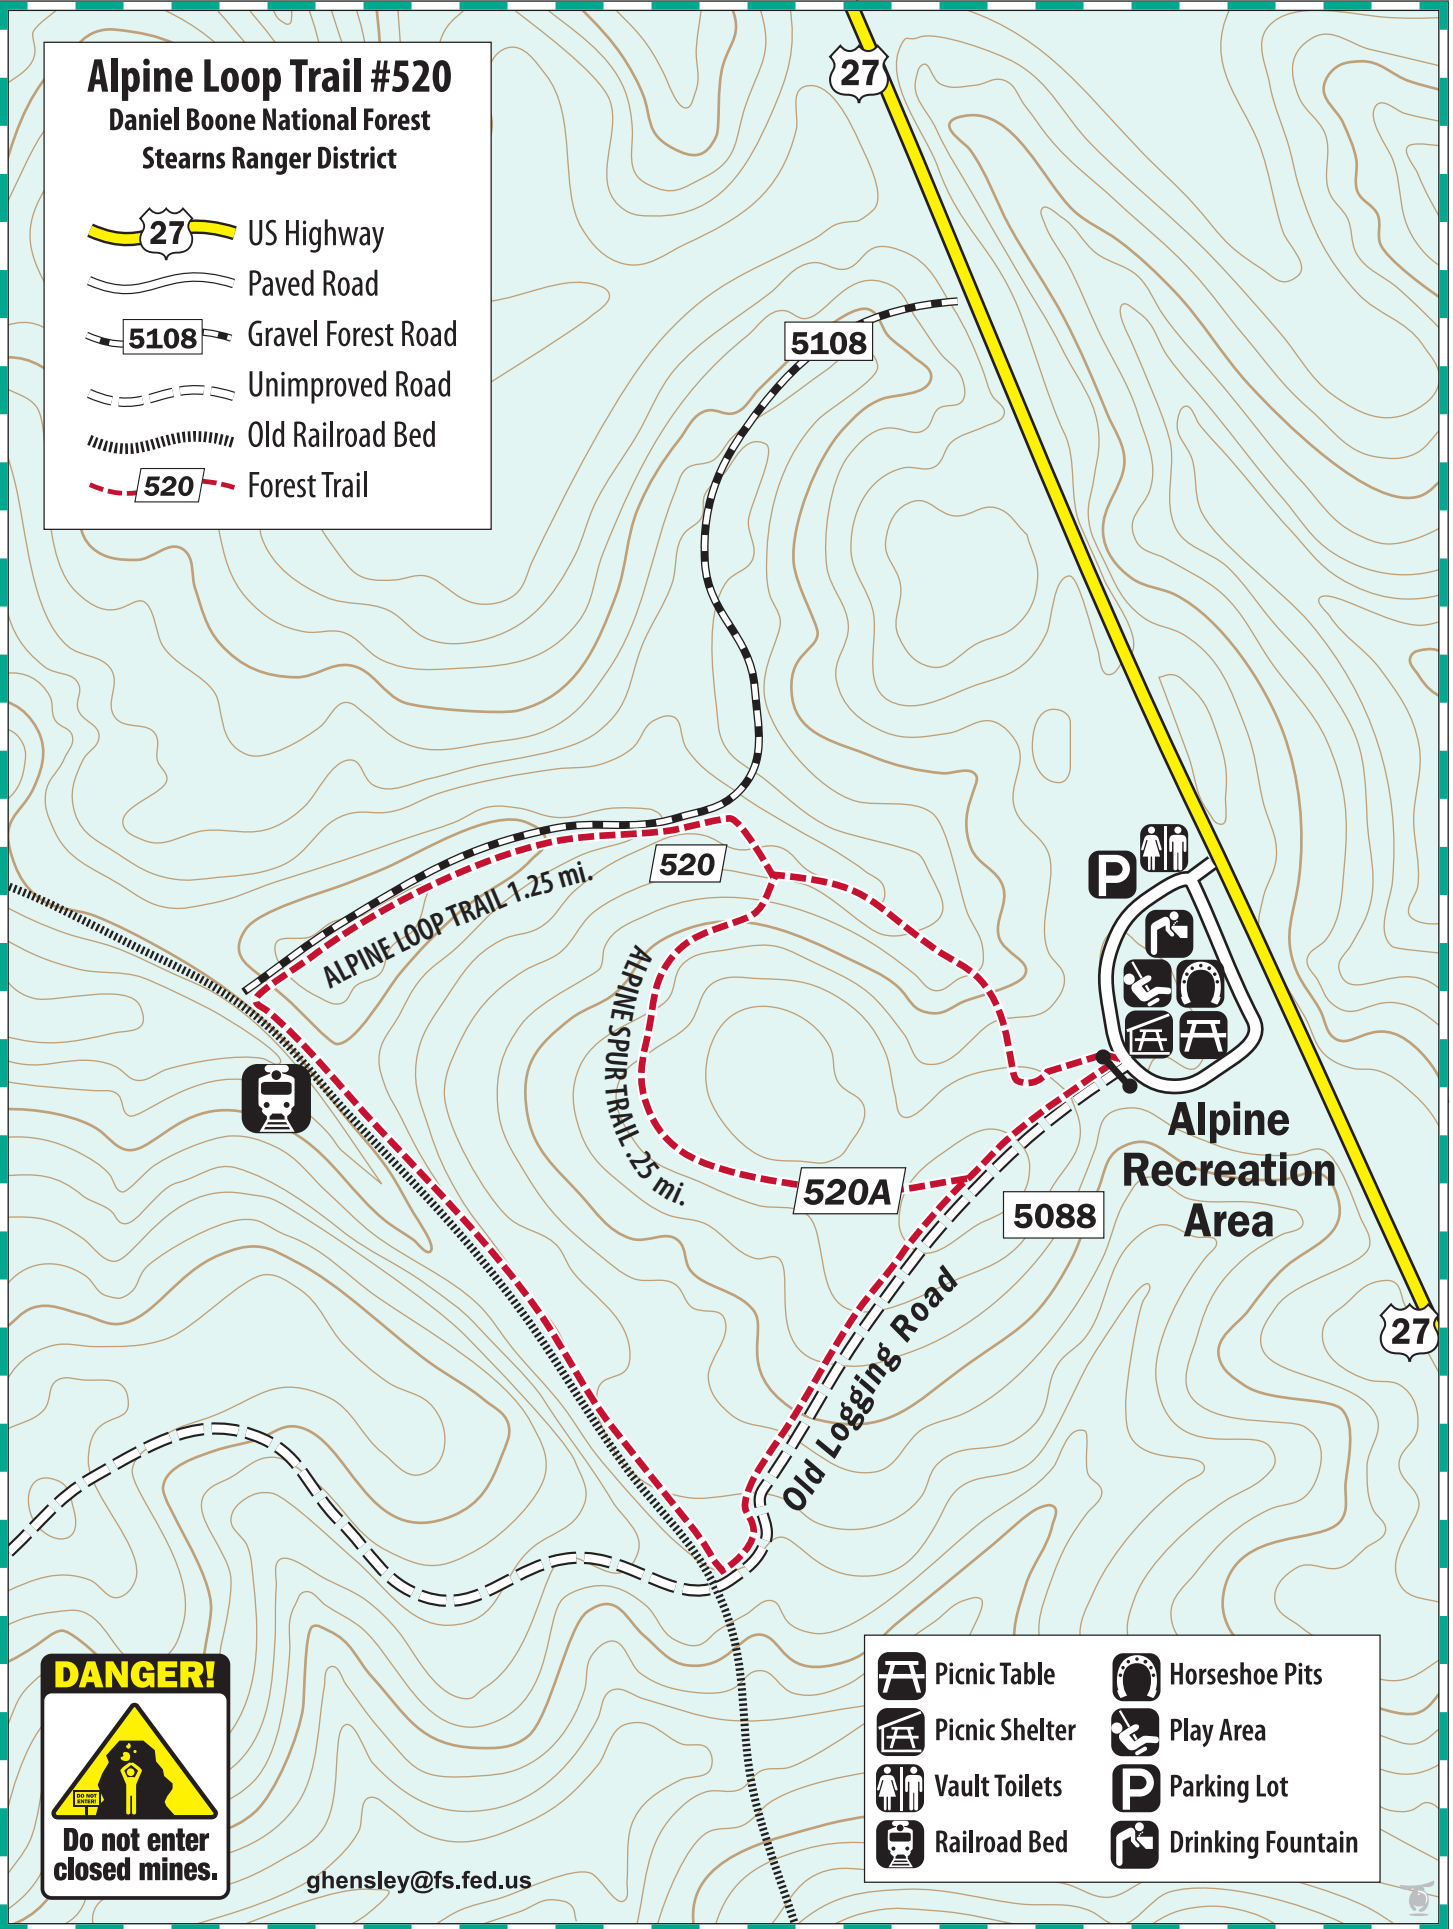 Alpine Loop Trail #520
Daniel Boone National Forest
Stearns Ranger District
27 US Highway
Paved Road
5108 Gravel Forest Road
Unimproved Road
Old Railroad Bed
520 Forest Trail
27
5108
520
ALPINE LOOP TRAIL 1.25 mi.
ALPINE SPUR TRAIL .25 mi.
P
520A
5088
Alpine
Recreation
Area
Old Logging Road
27
DANGER!
DO NOT
ENTER!
Do not enter
closed mines.
ghensley@fs.fed.us
Picnic Table
Picnic Shelter
Vault Toilets
Railroad Bed
Horseshoe Pits
Play Area
P Parking Lot
Drinking Fountain